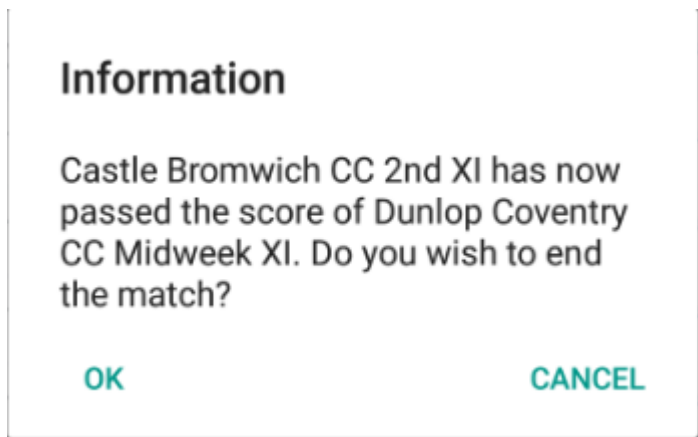 Information
Castle Bromwich CC 2nd XI has now
passed the score of Dunlop Coventry
CC Midweek XI. Do you wish to end
the match?
OK CANCEL